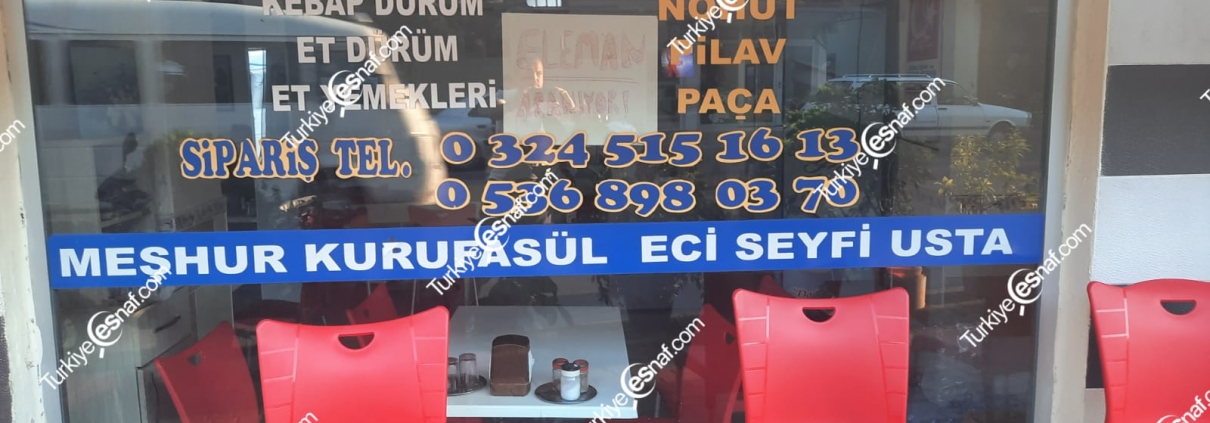 KEBAP DÜRÜM
ET DÜRÜM
ET YEMEKLERİ
ELEMAN
ARANIYOR!
NOHUT
PİLAV
PAÇA
SİPARİŞ TEL. 0 324 515 16 13
0 536 898 03 70
MEŞHUR KURUFASÜL ECİ SEYFİ USTA
Turkiyeesnaf.com